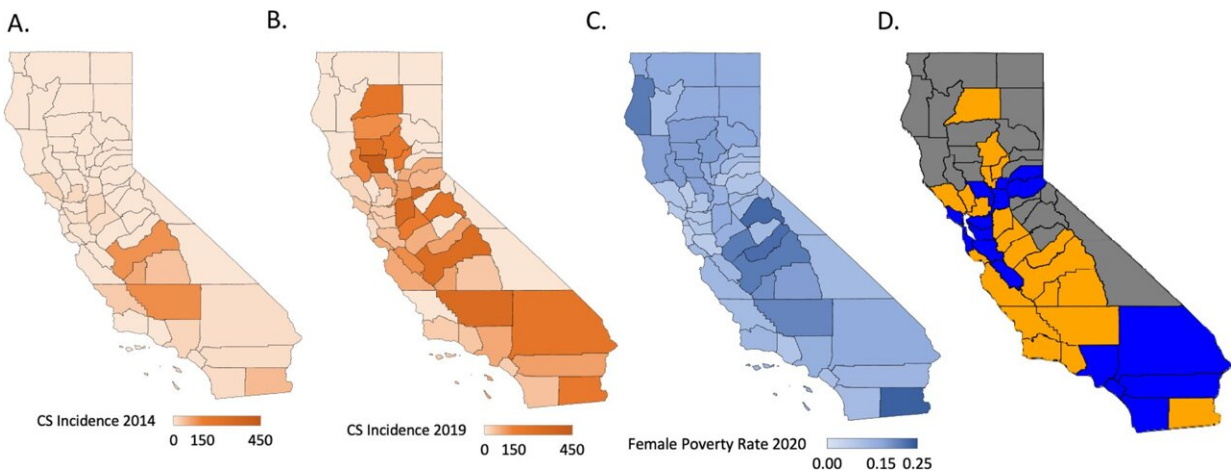 A.
B.
C.
D.
CS Incidence 2014
0 150 450
CS Incidence 2019
0 150 450
Female Poverty Rate 2020
0.00 0.15 0.25